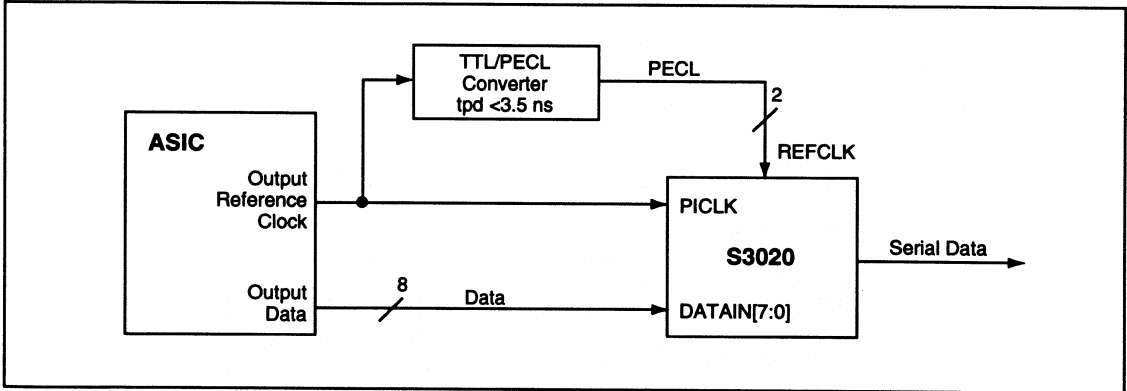 TTL/PECL
Converter
tpd <3.5 ns
PECL
2
REFCLK
ASIC
Output
Reference
Clock
PICLK
S3020
Serial Data
Output
Data
8
Data
DATAIN[7:0]